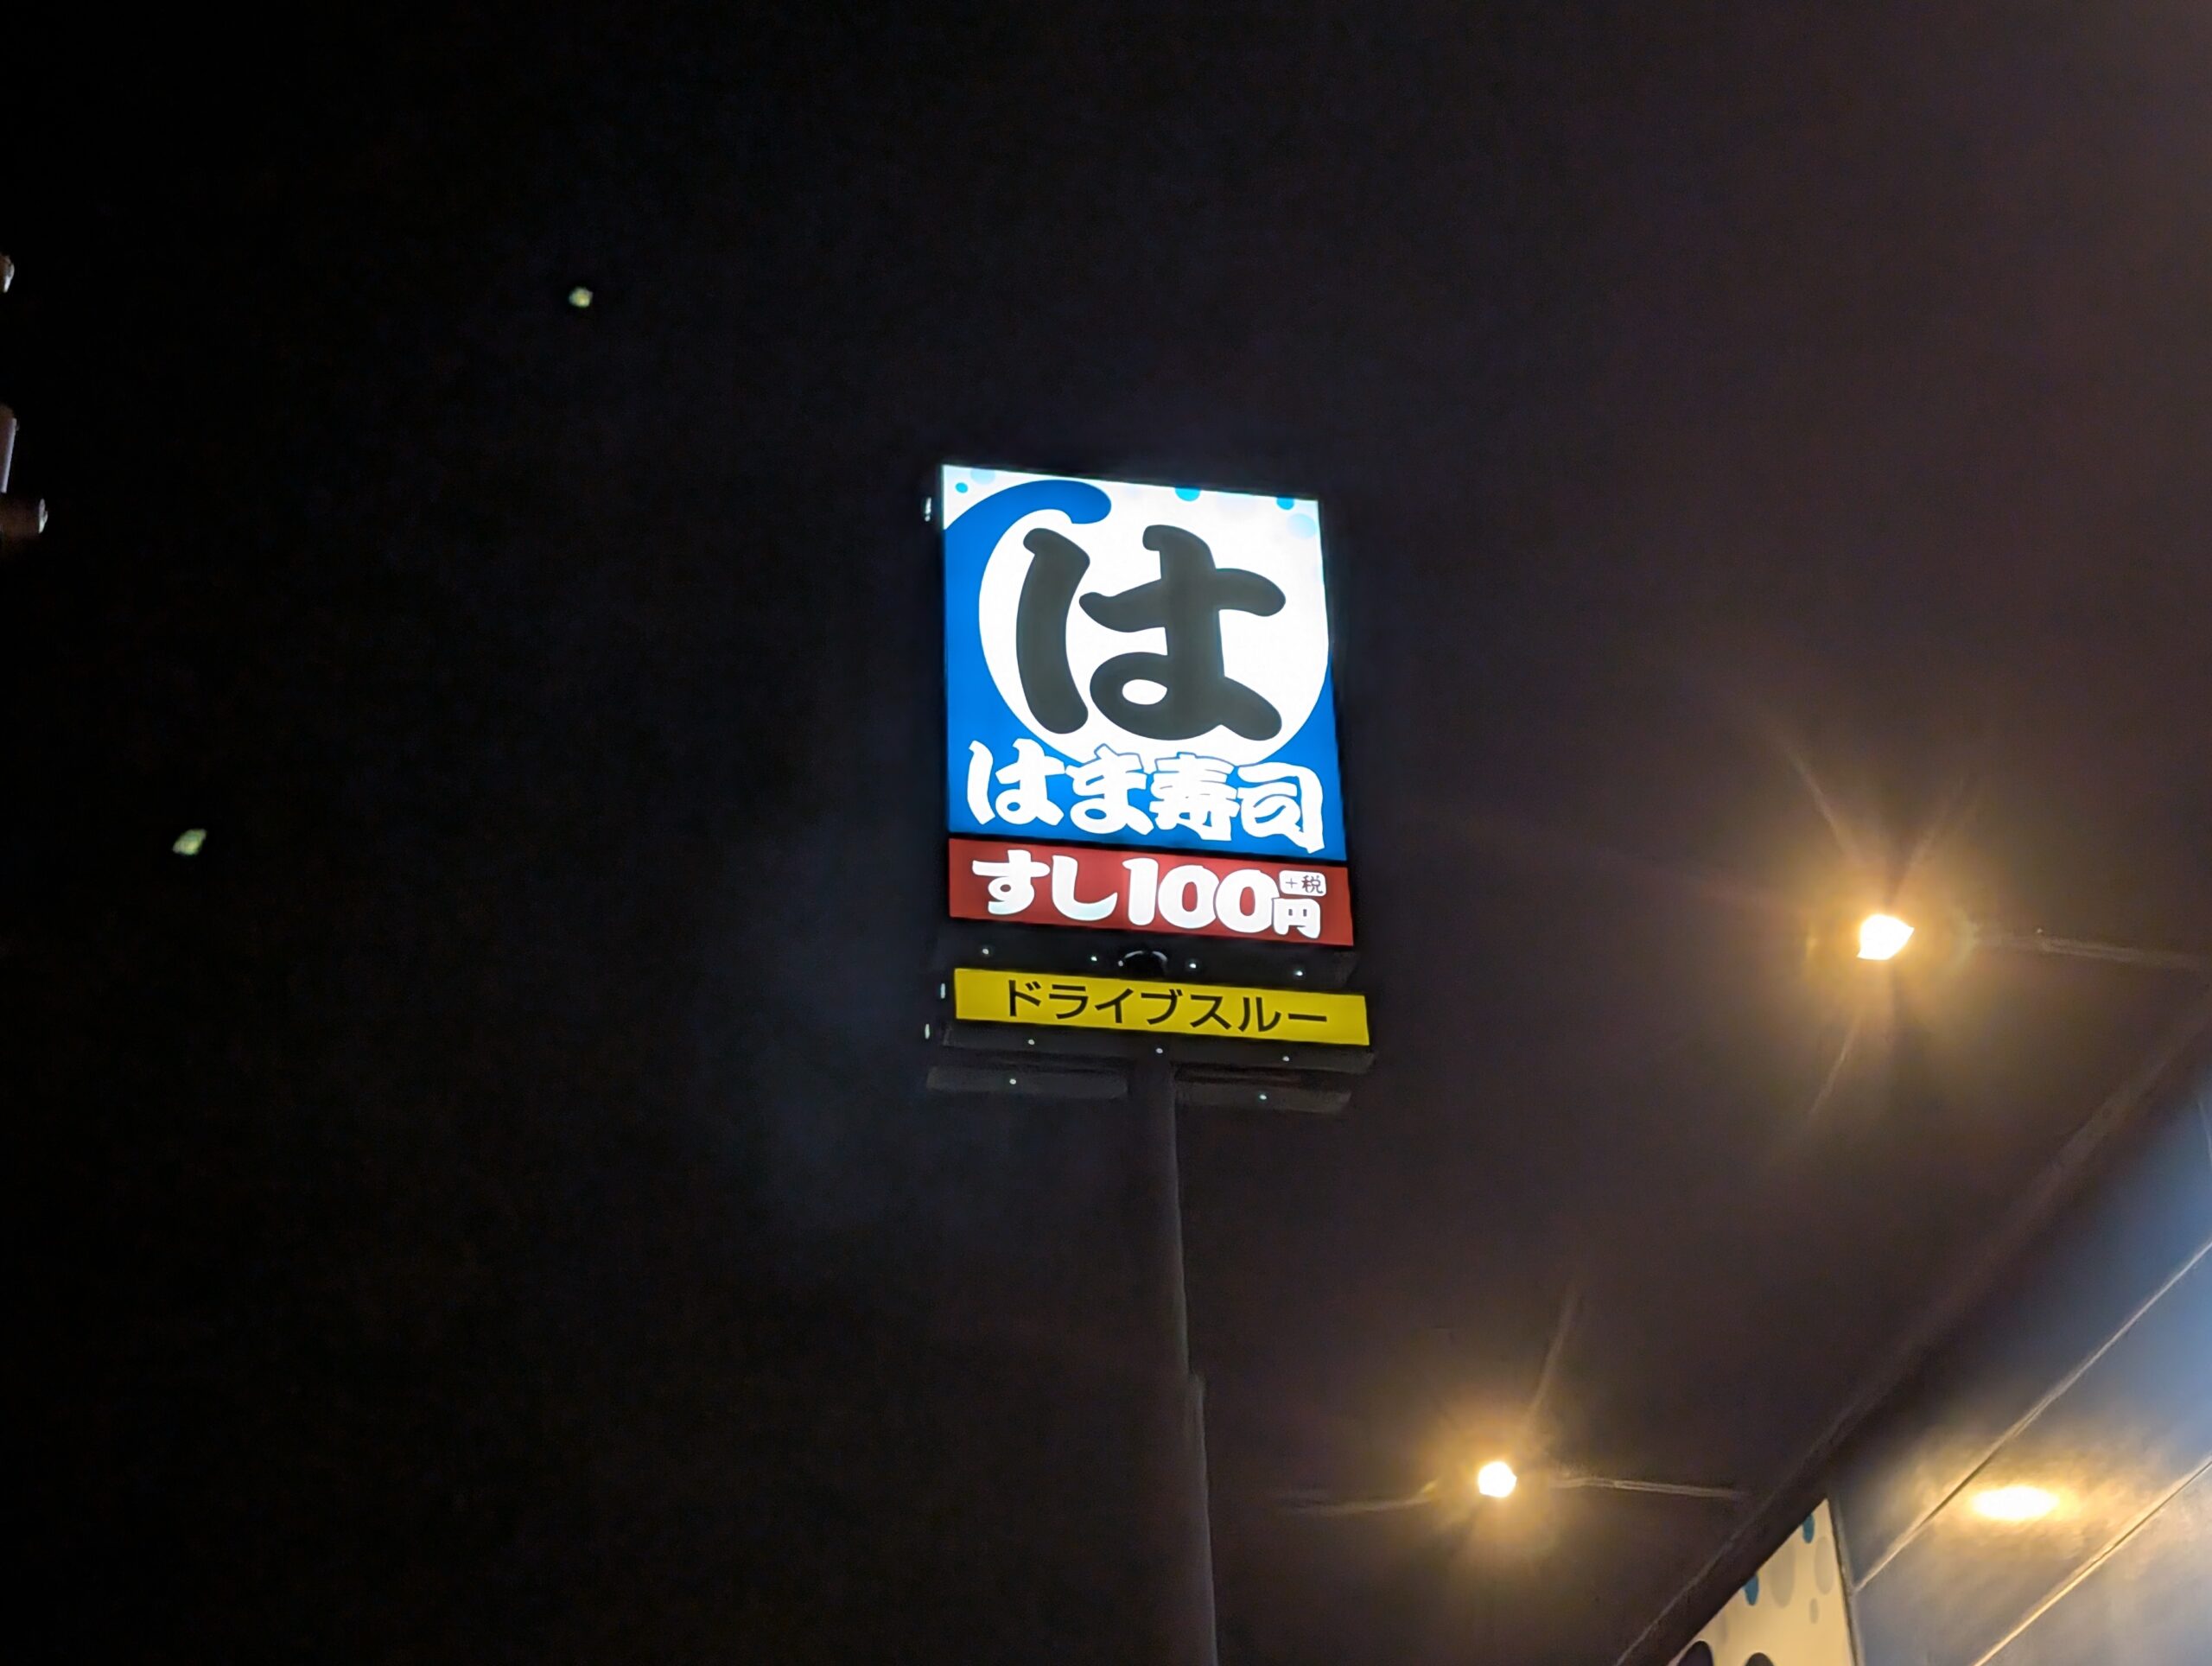 は
はま寿司
すし100円+税
ドライブスルー